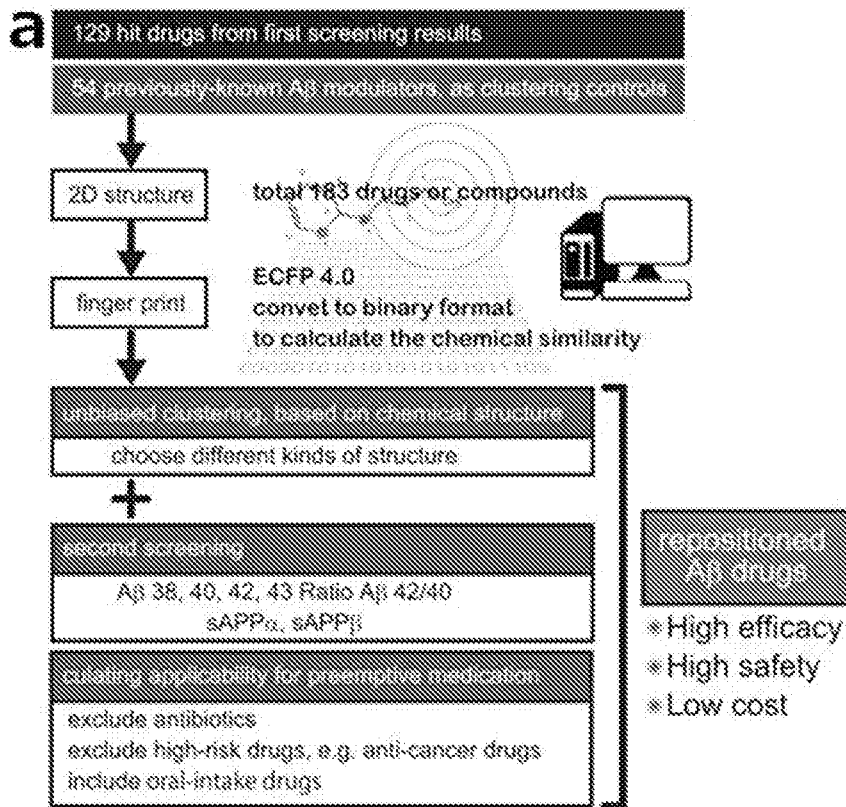 a
129 hit drugs from first screening results
54 previously-known Aβ modulators, as clustering controls
2D structure
total 183 drugs or compounds
finger print
ECFP 4.0
convet to binary format
to calculate the chemical similarity
unbiased clustering, based on chemical structure
choose different kinds of structure
+
second screening
Aβ 38, 40, 42, 43 Ratio Aβ 42/40
sAPPα, sAPPβ
curating applicability for preemptive medication
exclude antibiotics
exclude high-risk drugs, e.g. anti-cancer drugs
include oral-intake drugs
repositioned
Aβ drugs
*High efficacy
*High safety
*Low cost